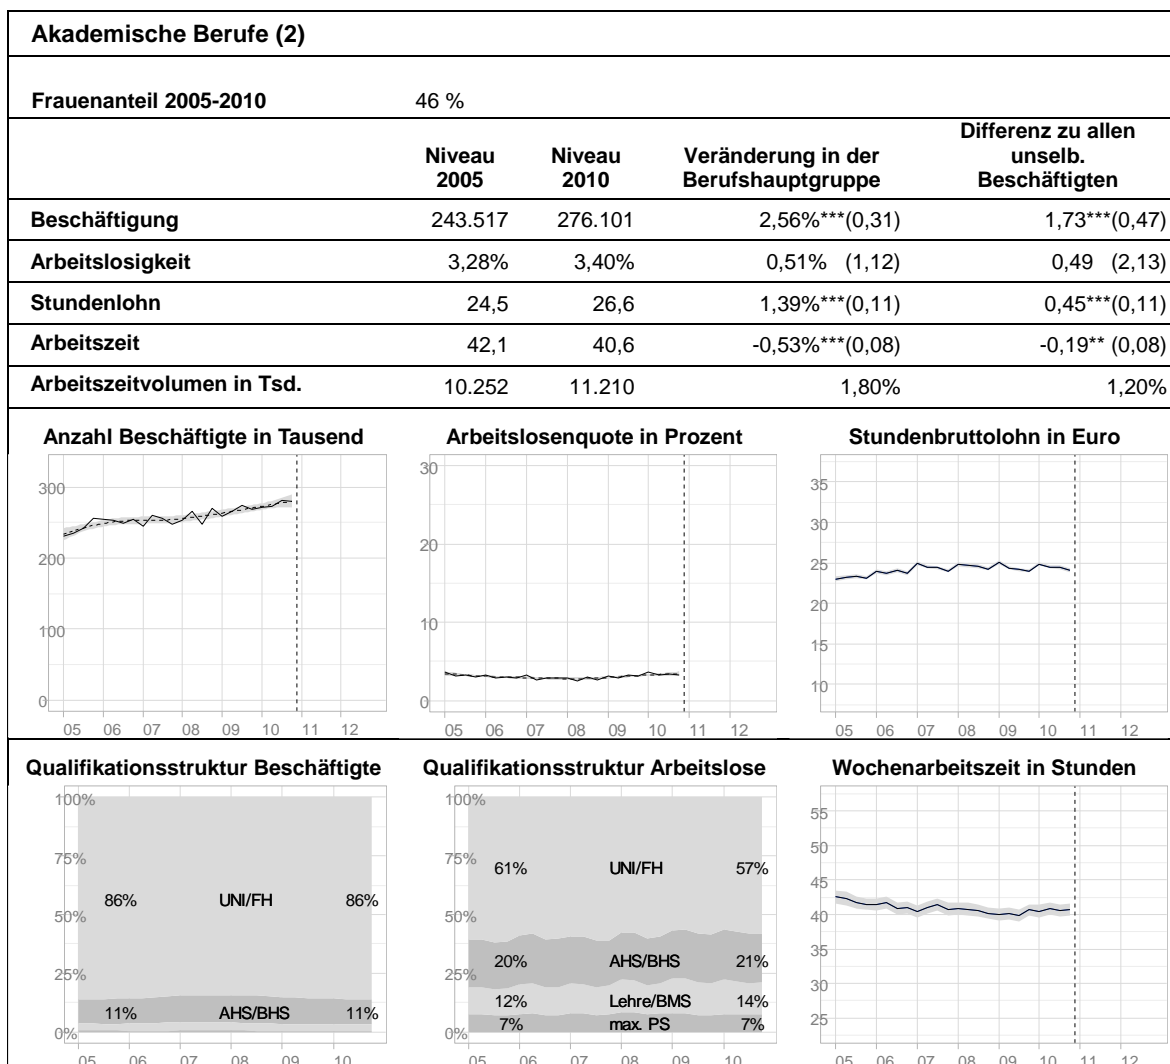 Akademische Berufe (2)
Frauenanteil 2005-2010 46 %
Differenz zu allen
Niveau Niveau Veränderung in der unselb.
2005 2010 Berufshauptgruppe Beschäftigten
Beschäftigung 243.517 276.101 2,56%***(0,31) 1,73***(0,47)
Arbeitslosigkeit 3,28% 3,40% 0,51% (1,12) 0,49 (2,13)
Stundenlohn 24,5 26,6 1,39%***(0,11) 0,45***(0,11)
Arbeitszeit 42,1 40,6 -0,53%***(0,08) -0,19** (0,08)
Arbeitszeitvolumen in Tsd. 10.252 11.210 1,80% 1,20%
Anzahl Beschäftigte in Tausend
300
200
100
0
05 06 07 08 09 10 11 12
Arbeitslosenquote in Prozent
30
20
10
0
05 06 07 08 09 10 11 12
Stundenbruttolohn in Euro
35
30
25
20
15
10
05 06 07 08 09 10 11 12
Qualifikationsstruktur Beschäftigte
100%
75%
86% UNI/FH 86%
50%
25%
11% AHS/BHS 11%
0%
05 06 07 08 09 10
Qualifikationsstruktur Arbeitslose
100%
75%
61% UNI/FH 57%
50%
25%
20% AHS/BHS 21%
12% Lehre/BMS 14%
7% max. PS 7%
0%
05 06 07 08 09 10
Wochenarbeitszeit in Stunden
55
50
45
40
35
30
25
05 06 07 08 09 10 11 12